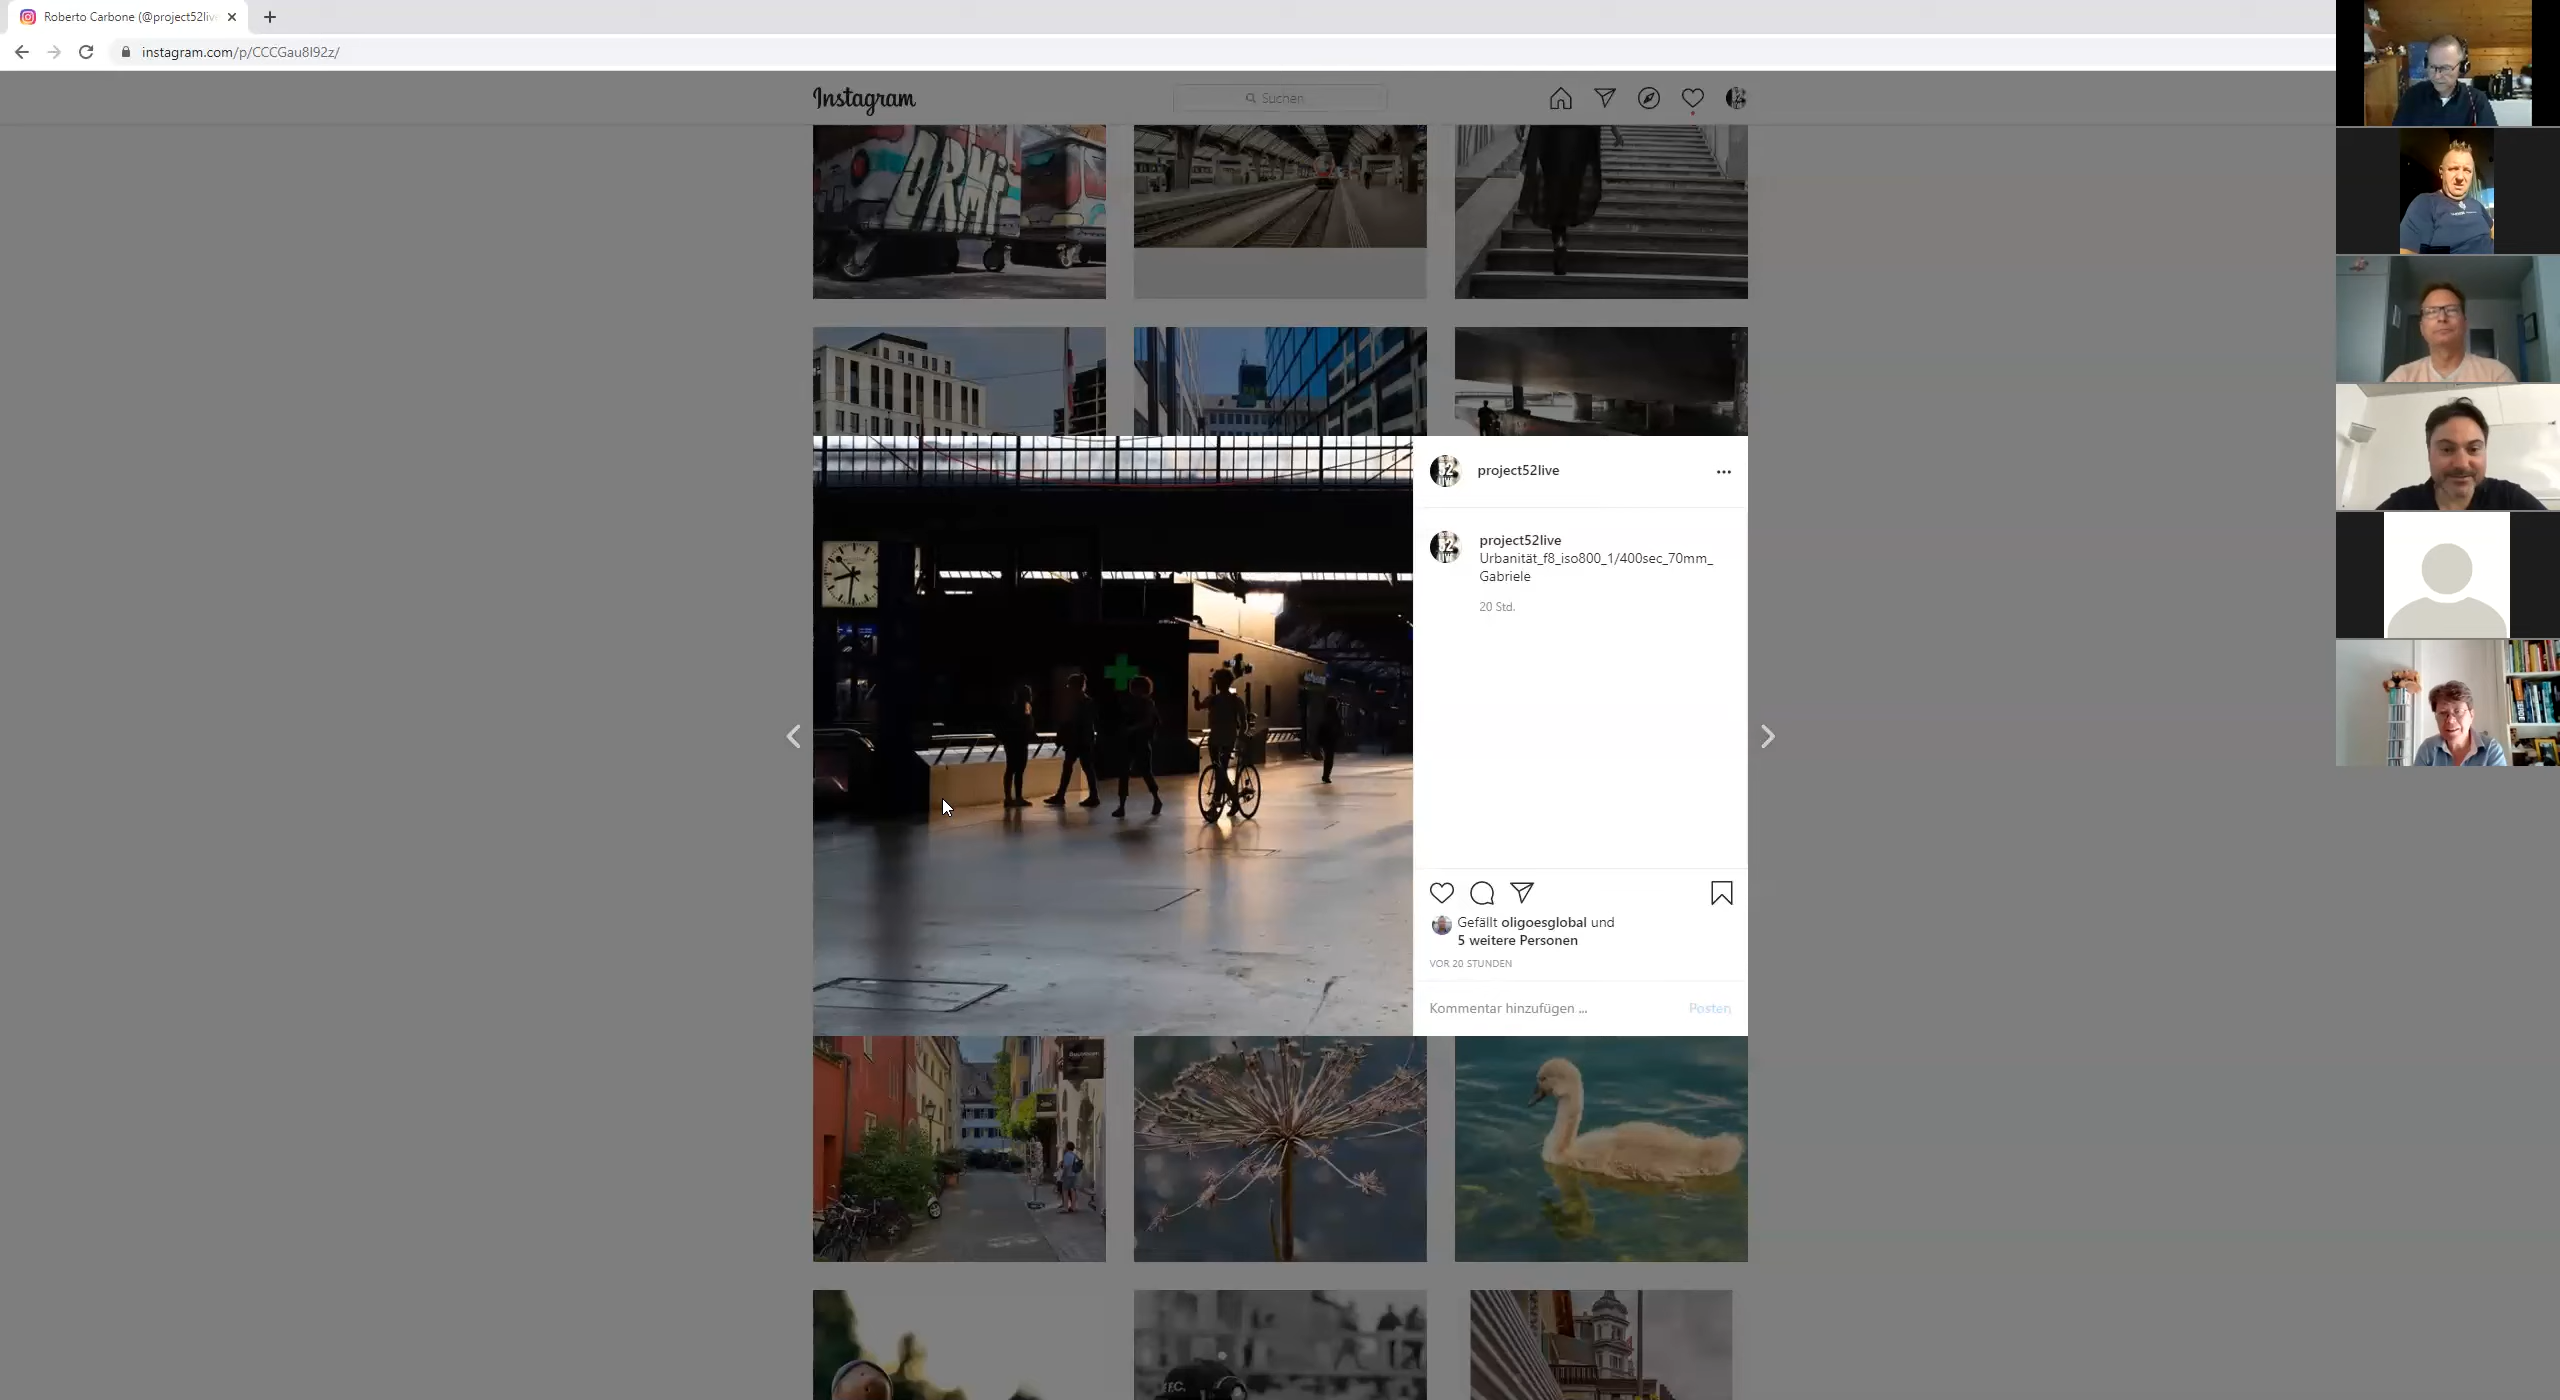 Roberto Carbone (@project52liv
instagram.com/p/CCCGau8I92z/
Instagram
Suchen
ORMI
project52live
project52live
Urbanität_f8_iso800_1/400sec_70mm_
Gabriele
20 Std.
Gefällt oligoesglobal und
5 weitere Personen
VOR 20 STUNDEN
Kommentar hinzufügen ...
Posten